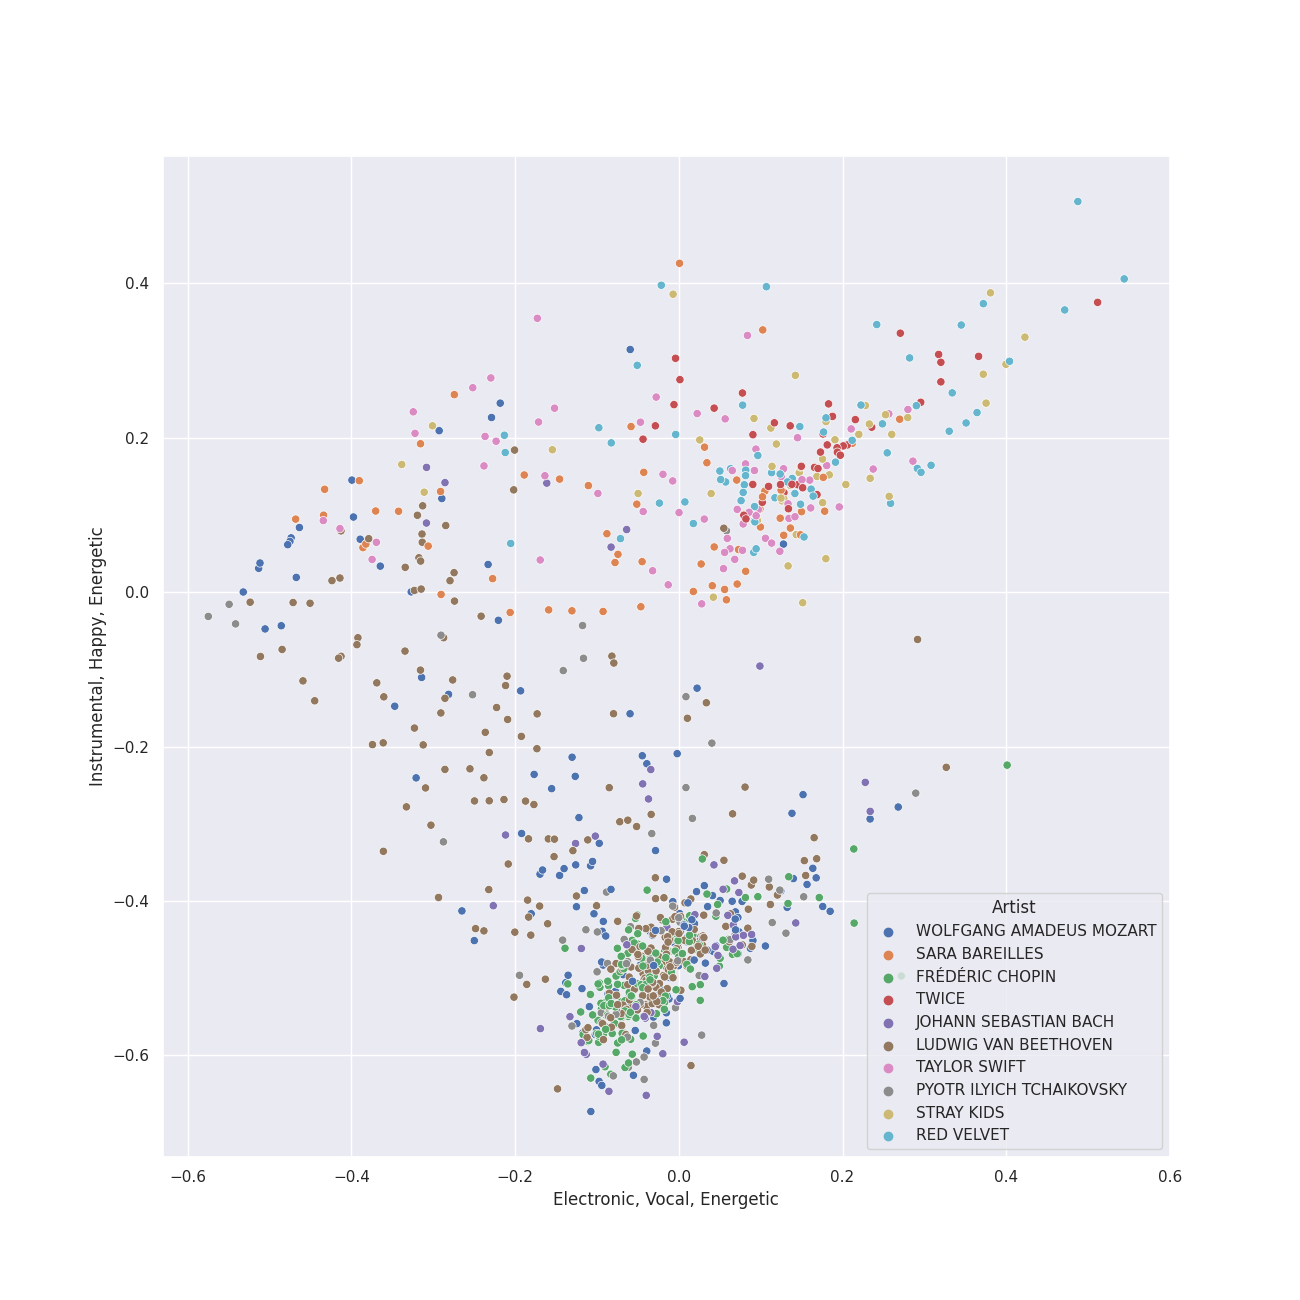 Instrumental, Happy, Energetic
0.4
0.2
0.0
−0.2
−0.4
−0.6
−0.6
−0.4
−0.2
0.0
0.2
0.4
0.6
Electronic, Vocal, Energetic
Artist
WOLFGANG AMADEUS MOZART
SARA BAREILLES
FRÉDÉRIC CHOPIN
TWICE
JOHANN SEBASTIAN BACH
LUDWIG VAN BEETHOVEN
TAYLOR SWIFT
PYOTR ILYICH TCHAIKOVSKY
STRAY KIDS
RED VELVET